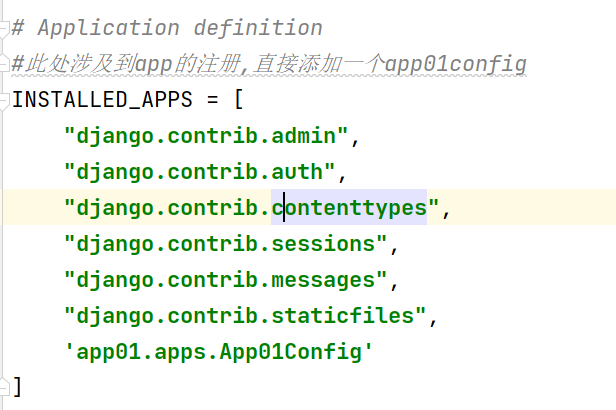 # Application definition
#此处涉及到app的注册,直接添加一个app01config
INSTALLED_APPS = [
    "django.contrib.admin",
    "django.contrib.auth",
    "django.contrib.contenttypes",
    "django.contrib.sessions",
    "django.contrib.messages",
    "django.contrib.staticfiles",
    'app01.apps.App01Config'
]